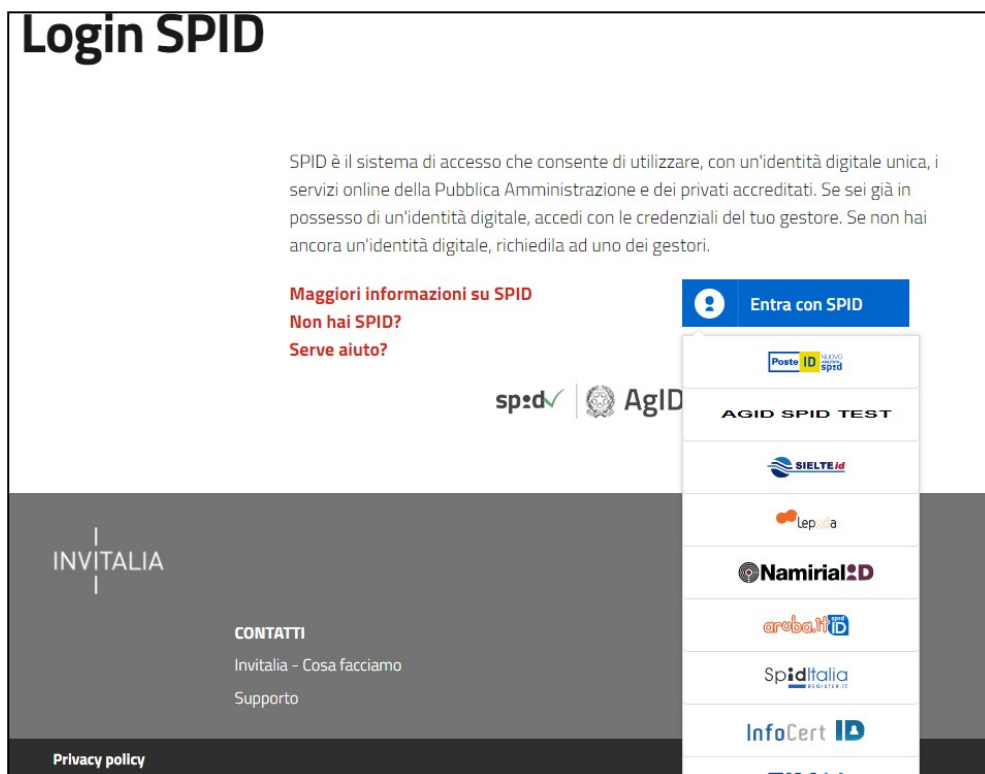 Login SPID
SPID è il sistema di accesso che consente di utilizzare, con un'identità digitale unica, i
servizi online della Pubblica Amministrazione e dei privati accreditati. Se sei già in
possesso di un'identità digitale, accedi con le credenziali del tuo gestore. Se non hai
ancora un'identità digitale, richiedila ad uno dei gestori.
Maggiori informazioni su SPID
Non hai SPID?
Serve aiuto?
Entra con SPID
Poste ID NUOVO spid
spid AgID
AGID SPID TEST
SIELTE id
Lepida
Namirial ID
aruba.it spid ID
SpidItalia
REGISTER.IT
InfoCert ID
INVITALIA
CONTATTI
Invitalia - Cosa facciamo
Supporto
Privacy policy